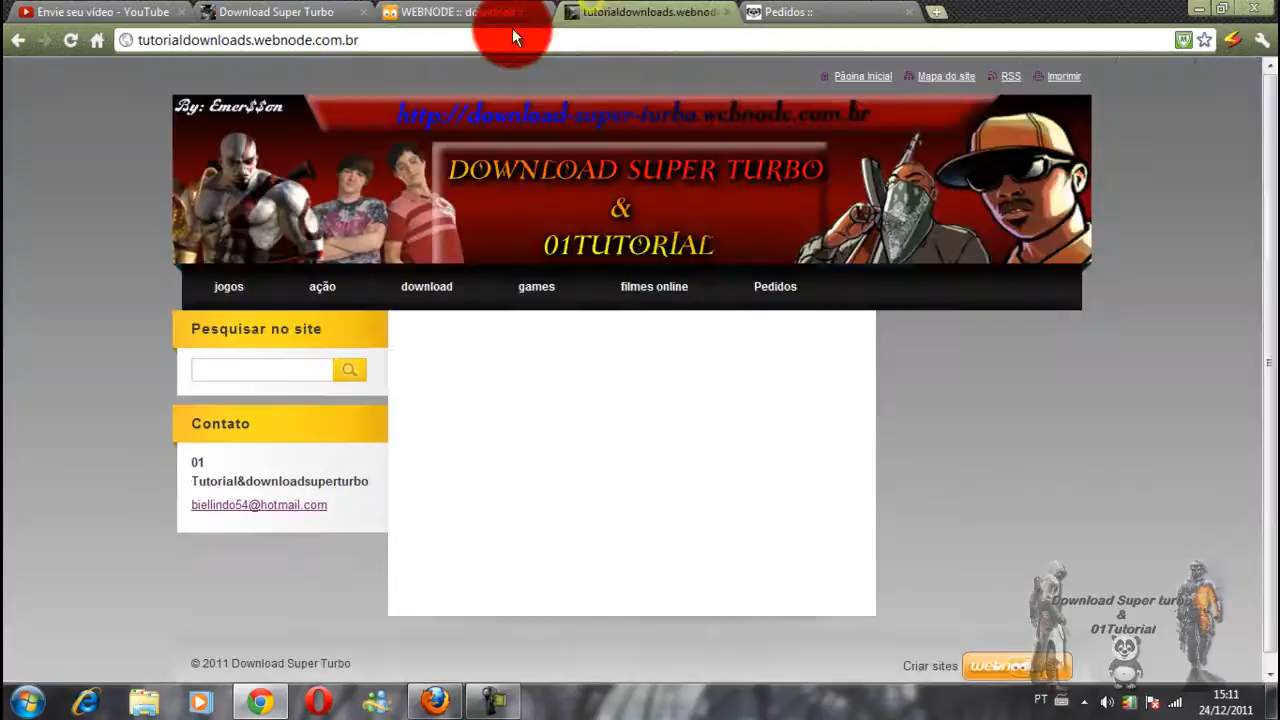 Envie seu vídeo - YouTube
Download Super Turbo
WEBNODE :: download ::
tutorialdownloads.webnod
Pedidos ::
tutorialdownloads.webnode.com.br
Página Inicial
Mapa do site
RSS
Imprimir
By: Emer$$on
http://download-super-turba.webnode.com.br
DOWNLOAD SUPER TURBO
&
01TUTORIAL
jogos
ação
download
games
filmes online
Pedidos
Pesquisar no site
Contato
01
Tutorial&downloadsuperturbo
biellindo54@hotmail.com
Download Super turbo
&
01Tutorial
© 2011 Download Super Turbo
Criar sites
webnode
PT
15:11
24/12/2011